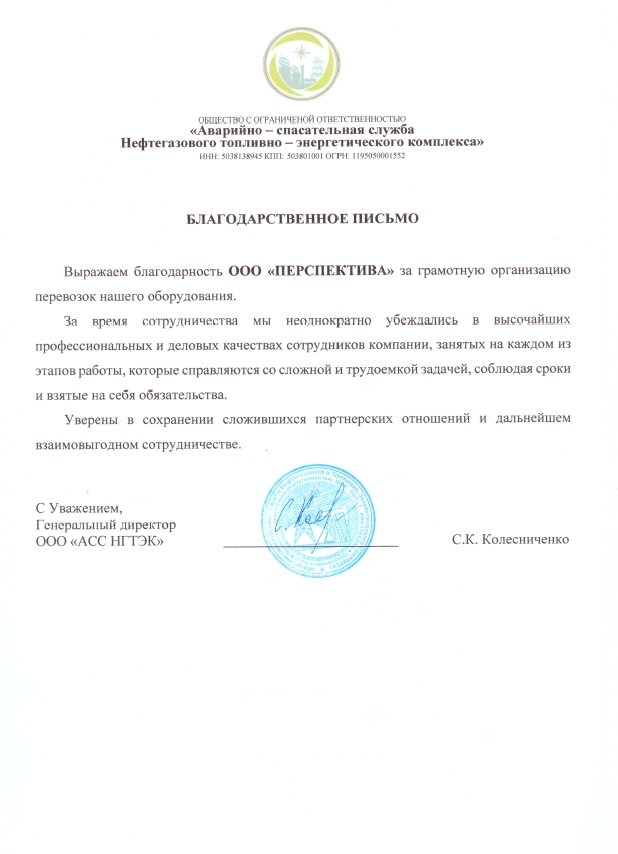 ОБЩЕСТВО С ОГРАНИЧЕНОЙ ОТВЕТСТВЕННОСТЬЮ
«Аварийно – спасательная служба
Нефтегазового топливно – энергетического комплекса»
ИНН: 5038138945 КПП: 503801001 ОГРН: 1195050001552
БЛАГОДАРСТВЕННОЕ ПИСЬМО
Выражаем благодарность ООО «ПЕРСПЕКТИВА» за грамотную организацию
перевозок нашего оборудования.
За время сотрудничества мы неоднократно убеждались в высочайших
профессиональных и деловых качествах сотрудников компании, занятых на каждом из
этапов работы, которые справляются со сложной и трудоемкой задачей, соблюдая сроки
и взятые на себя обязательства.
Уверены в сохранении сложившихся партнерских отношений и дальнейшем
взаимовыгодном сотрудничестве.
С Уважением,
Генеральный директор
ООО «АСС НГТЭК»
С.К. Колесниченко